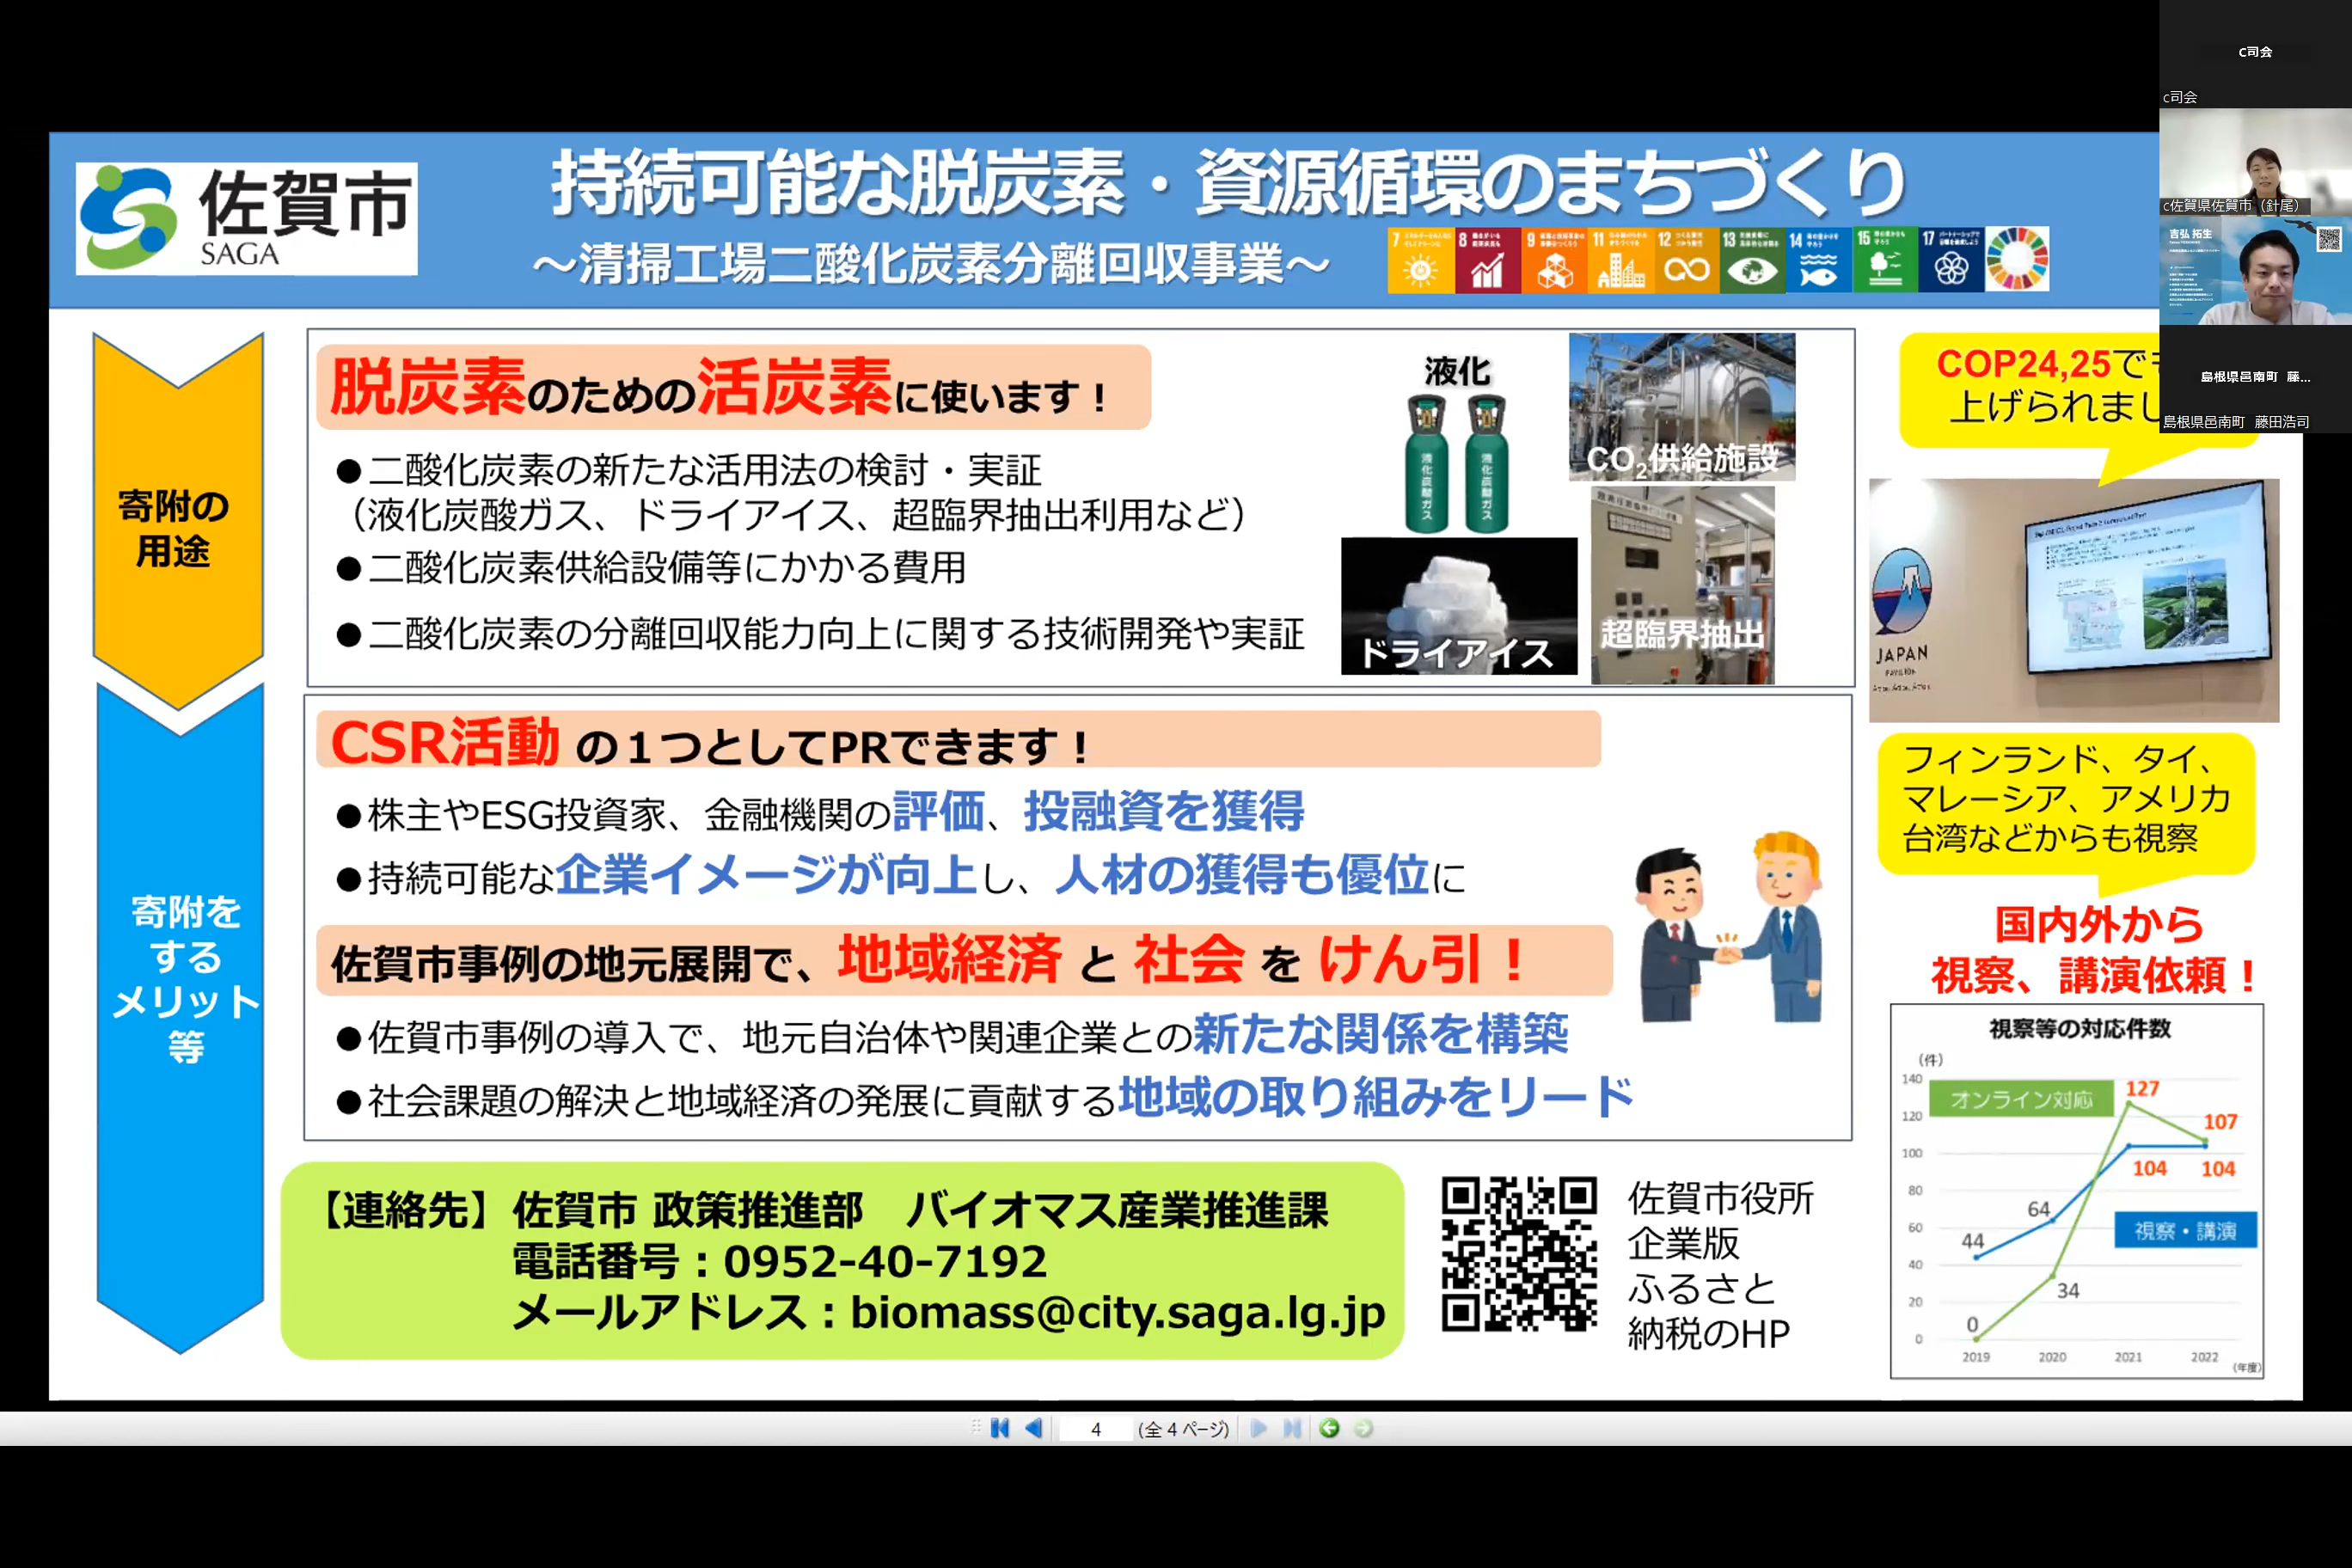 佐賀市
SAGA
持続可能な脱炭素・資源循環のまちづくり
～清掃工場二酸化炭素分離回収事業～
7
8
9
11
12
13
14
15
17
寄附の
用途
脱炭素のための活炭素に使います！
●二酸化炭素の新たな活用法の検討・実証
（液化炭酸ガス、ドライアイス、超臨界抽出利用など）
●二酸化炭素供給設備等にかかる費用
●二酸化炭素の分離回収能力向上に関する技術開発や実証
液化
液化炭酸ガス
液化炭酸ガス
CO2供給施設
ドライアイス
超臨界抽出
寄附を
する
メリット
等
CSR活動 の１つとしてPRできます！
●株主やESG投資家、金融機関の評価、投融資を獲得
●持続可能な企業イメージが向上し、人材の獲得も優位に
佐賀市事例の地元展開で、地域経済 と 社会 を けん引！
●佐賀市事例の導入で、地元自治体や関連企業との新たな関係を構築
●社会課題の解決と地域経済の発展に貢献する地域の取り組みをリード
【連絡先】佐賀市 政策推進部　バイオマス産業推進課
電話番号：0952-40-7192
メールアドレス：biomass@city.saga.lg.jp
佐賀市役所
企業版
ふるさと
納税のHP
COP24,25で
上げられまし
JAPAN
PAVILION
フィンランド、タイ、
マレーシア、アメリカ
台湾などからも視察
国内外から
視察、講演依頼！
視察等の対応件数
（件）
140
120
100
80
60
40
20
0
オンライン対応
視察・講演
127
107
104
104
64
44
34
0
2019
2020
2021
2022
（年度）
C司会
c司会
c佐賀県佐賀市（針尾）
吉弘 拓生
島根県邑南町 藤...
島根県邑南町 藤田浩司
4
(全 4 ページ)